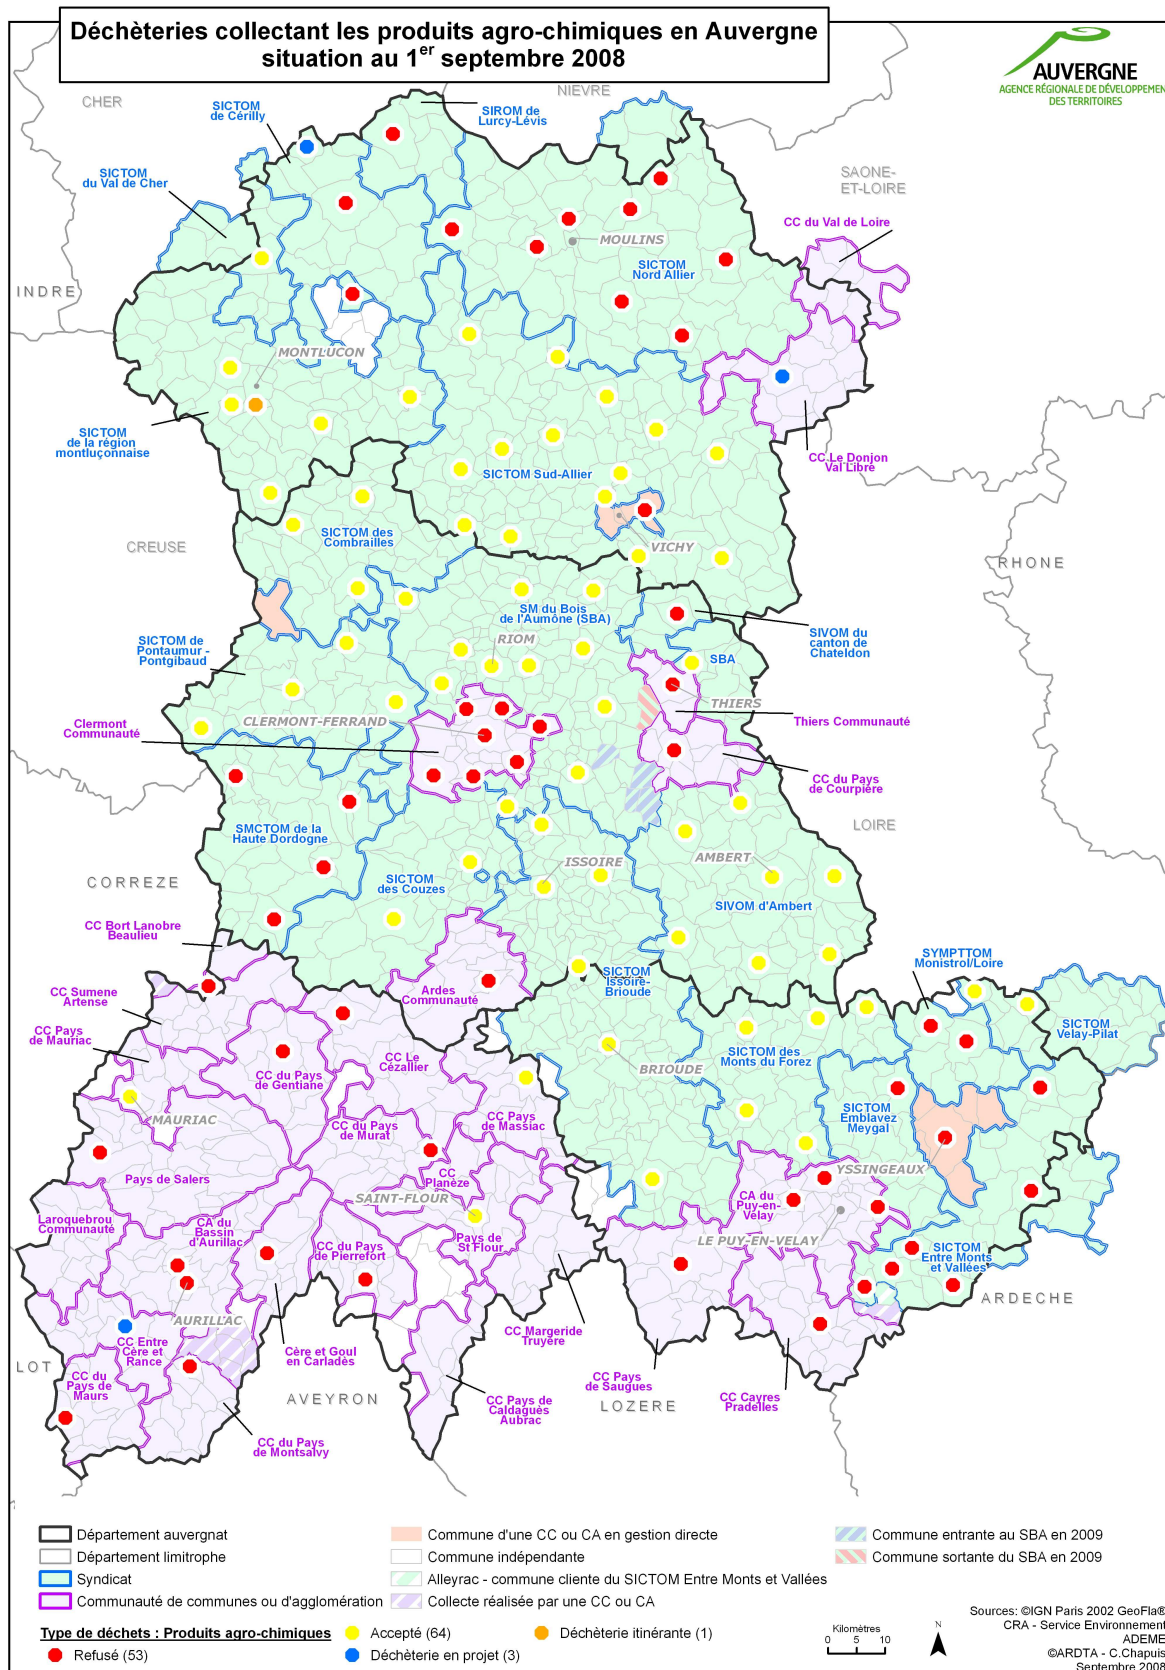 Déchèteries collectant les produits agro-chimiques en Auvergne
situation au 1er septembre 2008
AUVERGNE
AGENCE RÉGIONALE DE DÉVELOPPEMENT
DES TERRITOIRES
CHER
NIEVRE
SICTOM
de Cérilly
SIROM de
Lurcy-Lévis
SICTOM
du Val de Cher
SAONE-
ET-LOIRE
CC du Val de Loire
MOULINS
SICTOM
Nord Allier
INDRE
MONTLUCON
SICTOM
de la région
montluçonnaise
CC Le Donjon
Val Libre
SICTOM Sud-Allier
SICTOM des
Combrailles
VICHY
CREUSE
RHONE
SM du Bois
de l'Aumône (SBA)
RIOM
SIVOM du
canton de
Chateldon
SICTOM de
Pontaumur -
Pontgibaud
SBA
THIERS
Clermont
Communauté
CLERMONT-FERRAND
Thiers Communauté
CC du Pays
de Courpière
SMCTOM de la
Haute Dordogne
LOIRE
ISSOIRE
AMBERT
CORREZE
SICTOM
des Couzes
SIVOM d'Ambert
CC Bort Lanobre
Beaulieu
SYMPTTOM
Monistrol/Loire
SICTOM
Issoire-
Brioude
CC Sumene
Artense
Ardes
Communauté
CC Pays
de Mauriac
SICTOM
Velay-Pilat
CC Le
Cézallier
SICTOM des
Monts du Forez
CC du Pays
de Gentiane
BRIOUDE
MAURIAC
CC du Pays
de Murat
CC Pays
de Massiac
SICTOM
Emblavez
Meygal
YSSINGEAUX
Pays de Salers
CC
Planèze
SAINT-FLOUR
CA du
Puy-en-
Velay
Laroquebrou
Communauté
CA du
Bassin
d'Aurillac
CC du Pays
de Pierrefort
Pays de
St Flour
LE PUY-EN-VELAY
SICTOM
Entre Monts
et Vallées
ARDECHE
AURILLAC
CC Entre
Cère et
Rance
Cère et Goul
en Carladès
CC Margeride
Truyère
LOT
CC du
Pays de
Maurs
AVEYRON
CC Pays de
Caldaguès
Aubrac
CC Pays
de Saugues
LOZERE
CC Cayres
Pradelles
CC du Pays
de Montsalvy
Département auvergnat
Département limitrophe
Syndicat
Communauté de communes ou d'agglomération
Commune d'une CC ou CA en gestion directe
Commune indépendante
Alleyrac - commune cliente du SICTOM Entre Monts et Vallées
Collecte réalisée par une CC ou CA
Commune entrante au SBA en 2009
Commune sortante du SBA en 2009
Type de déchets : Produits agro-chimiques
Refusé (53)
Accepté (64)
Déchèterie en projet (3)
Déchèterie itinérante (1)
Kilomètres
0 5 10
N
Sources: ©IGN Paris 2002 GeoFla®
CRA - Service Environnement
ADEME
©ARDTA - C.Chapuis
Septembre 2008